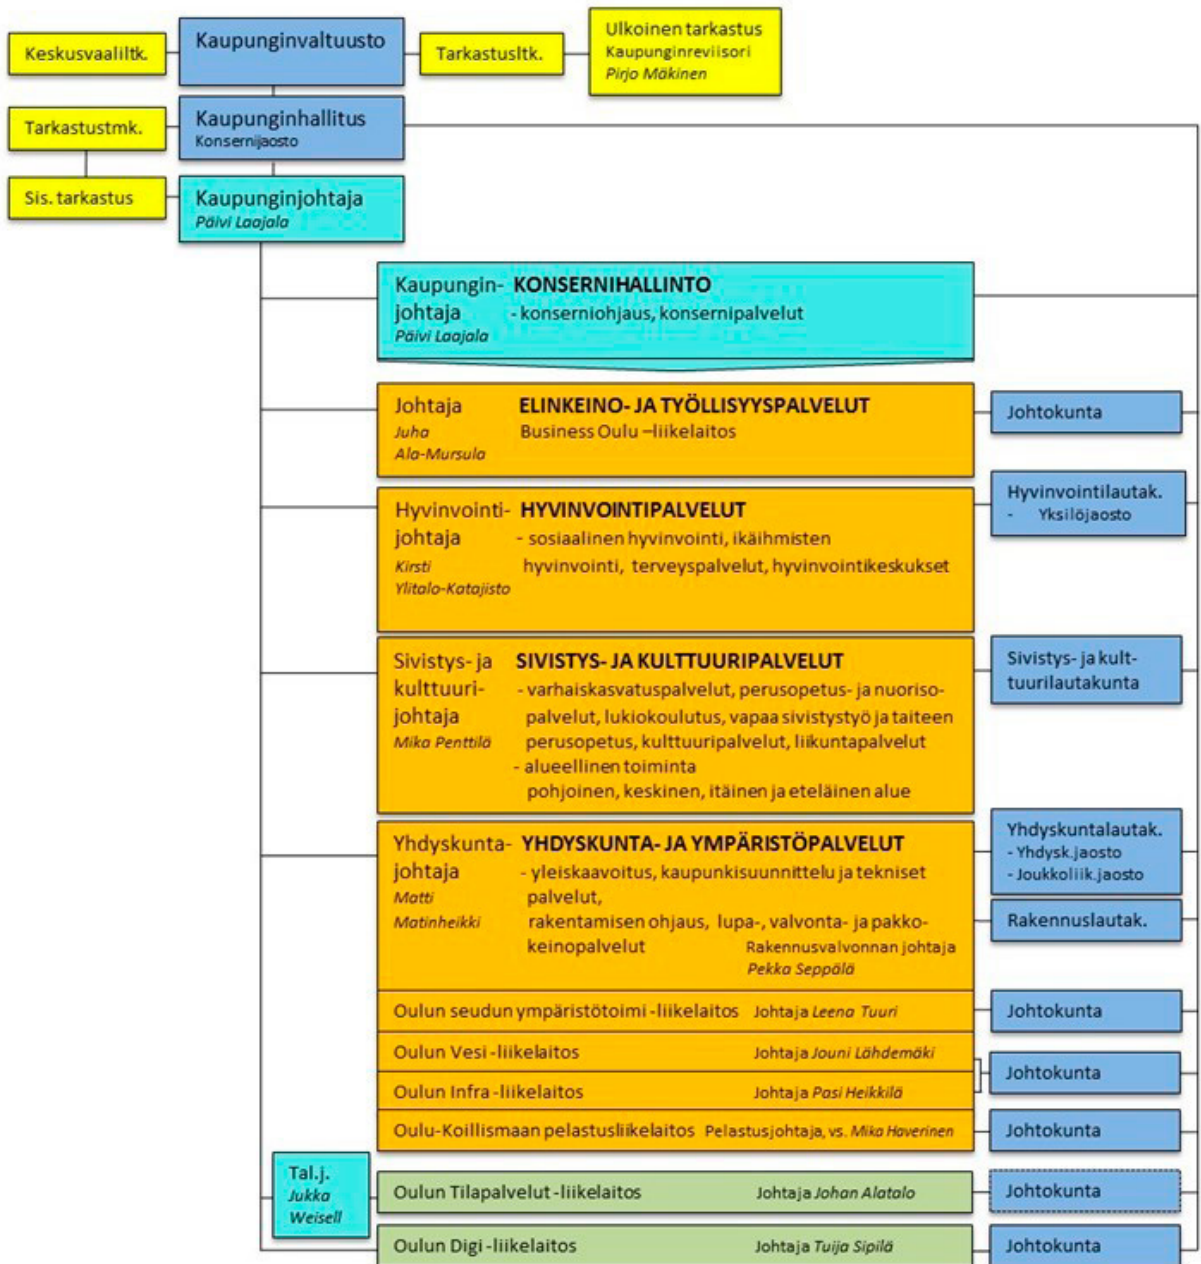 Keskusvaaliltk.
Kaupunginvaltuusto
Tarkastusltk.
Ulkoinen tarkastus
Kaupunginreviisori
Pirjo Mäkinen
Tarkastustmk.
Kaupunginhallitus
Konsernijaosto
Sis. tarkastus
Kaupunginjohtaja
Päivi Laajala
Kaupungin- KONSERNIHALLINTO
johtaja - konserniohjaus, konsernipalvelut
Päivi Laajala
Johtaja ELINKEINO- JA TYÖLLISYYSPALVELUT
Juha Business Oulu –liikelaitos
Ala-Mursula
Johtokunta
Hyvinvointi- HYVINVOINTIPALVELUT
johtaja - sosiaalinen hyvinvointi, ikäihmisten
Kirsti hyvinvointi, terveyspalvelut, hyvinvointikeskukset
Ylitalo-Katajisto
Hyvinvointilautak.
- Yksilöjaosto
Sivistys- ja SIVISTYS- JA KULTTUURIPALVELUT
kulttuuri- - varhaiskasvatuspalvelut, perusopetus- ja nuoriso-
johtaja palvelut, lukiokoulutus, vapaa sivistystyö ja taiteen
Mika Penttilä perusopetus, kulttuuripalvelut, liikuntapalvelut
- alueellinen toiminta
pohjoinen, keskinen, itäinen ja eteläinen alue
Sivistys- ja kult-
tuurilautakunta
Yhdyskunta- YHDYSKUNTA- JA YMPÄRISTÖPALVELUT
johtaja - yleiskaavoitus, kaupunkisuunnittelu ja tekniset
Matti palvelut,
Matinheikki rakentamisen ohjaus, lupa-, valvonta- ja pakko-
keinopalvelut Rakennusvalvonnan johtaja
Pekka Seppälä
Yhdyskuntalautak.
- Yhdysk.jaosto
- Joukkoliik.jaosto
Rakennuslautak.
Oulun seudun ympäristötoimi -liikelaitos Johtaja Leena Tuuri
Johtokunta
Oulun Vesi -liikelaitos Johtaja Jouni Lähdemäki
Oulun Infra -liikelaitos Johtaja Pasi Heikkilä
Johtokunta
Oulu-Koillismaan pelastusliikelaitos Pelastusjohtaja, vs. Mika Haverinen
Johtokunta
Tal.j.
Jukka
Weisell
Oulun Tilapalvelut -liikelaitos Johtaja Johan Alatalo
Johtokunta
Oulun Digi -liikelaitos Johtaja Tuija Sipilä
Johtokunta